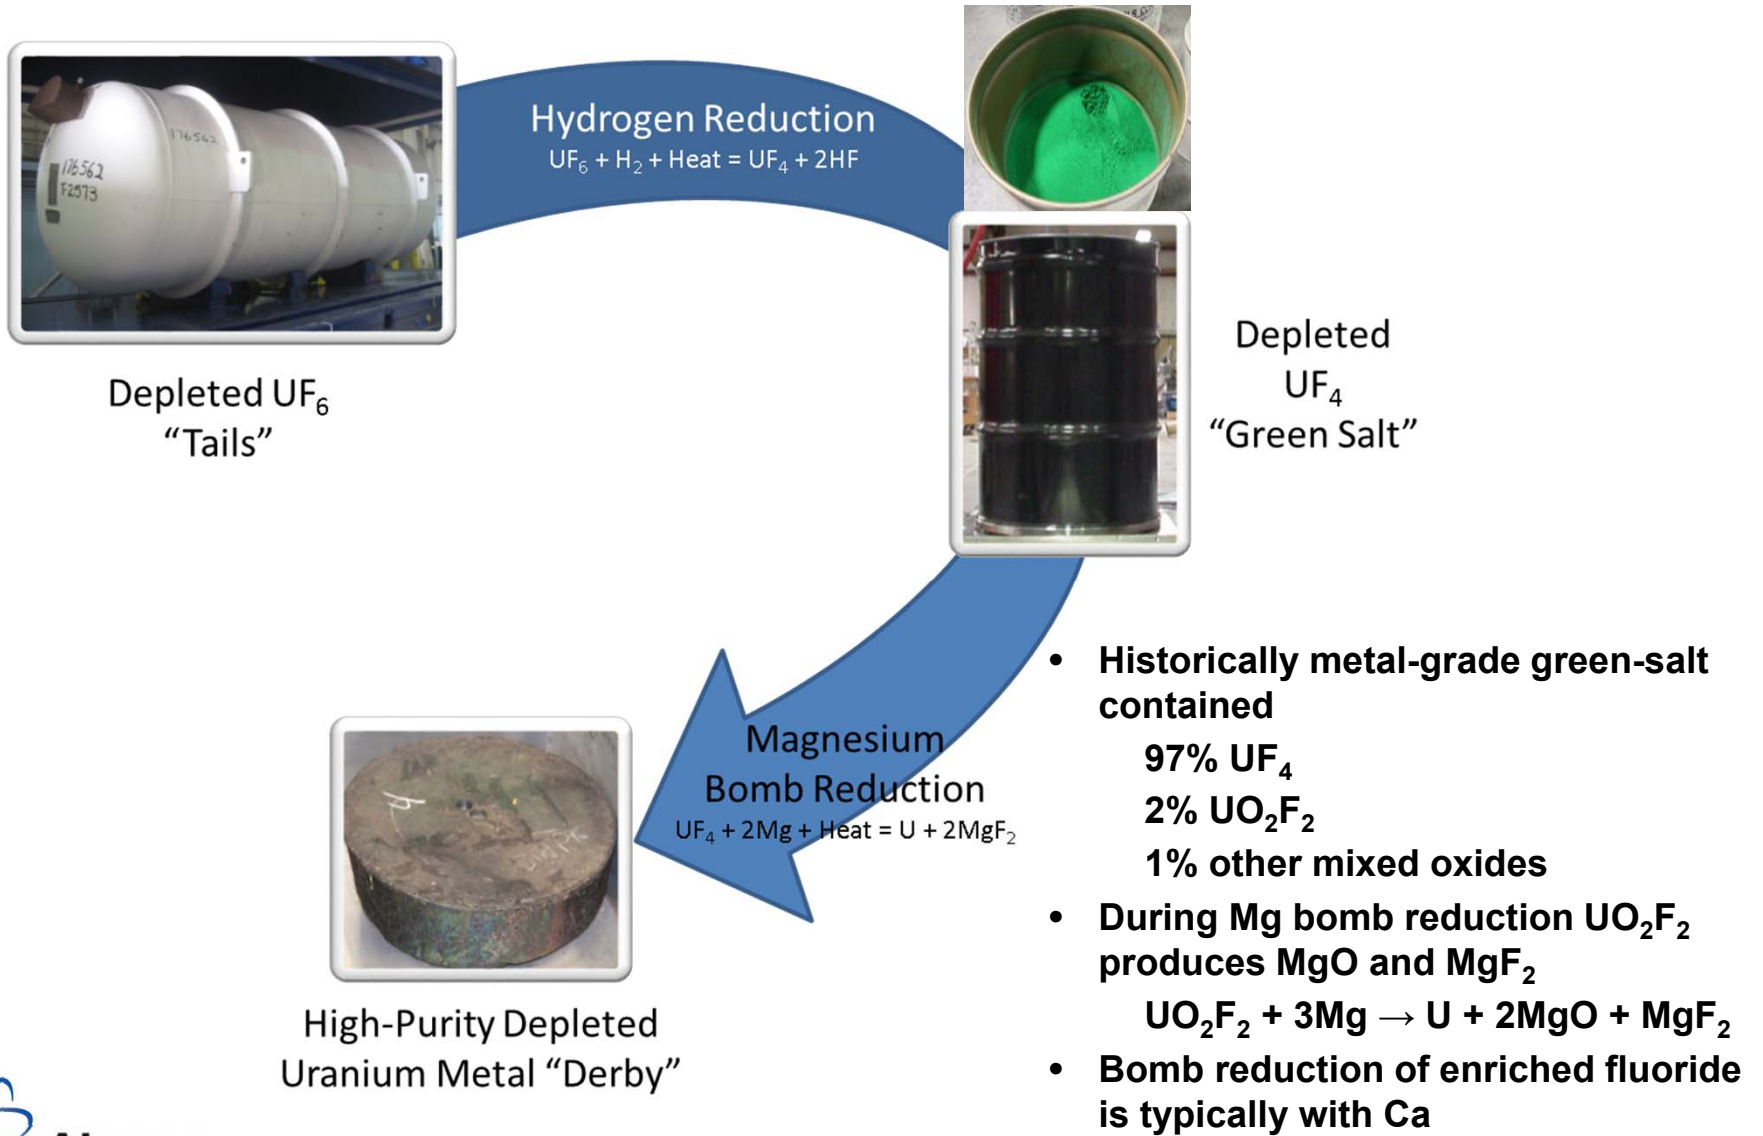 176562
176562
F2573
Hydrogen Reduction
UF₆ + H₂ + Heat = UF₄ + 2HF
Depleted UF₆
“Tails”
Depleted
UF₄
“Green Salt”
Magnesium
Bomb Reduction
UF₄ + 2Mg + Heat = U + 2MgF₂
High-Purity Depleted
Uranium Metal “Derby”
• Historically metal-grade green-salt
contained
97% UF₄
2% UO₂F₂
1% other mixed oxides
• During Mg bomb reduction UO₂F₂
produces MgO and MgF₂
UO₂F₂ + 3Mg → U + 2MgO + MgF₂
• Bomb reduction of enriched fluoride
is typically with Ca